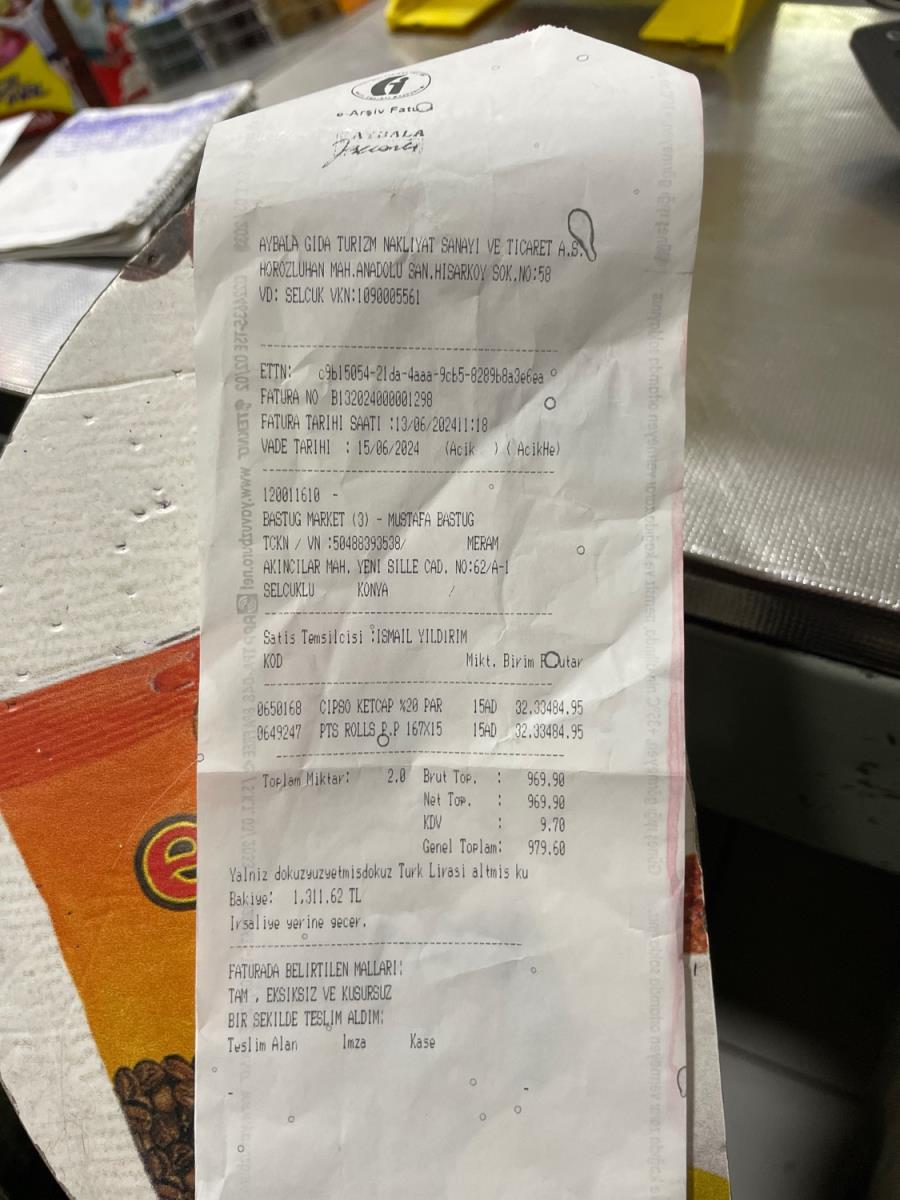 e-Arşiv Fatu
AYBALA
AYBALA GIDA TURIZM NAKLIYAT SANAYI VE TICARET A.S.
HOROZLUHAN MAH.ANADOLU SAN.HISARKOY SOK.NO:58
VD: SELCUK VKN:1090005561
ETTN: c9b15054-21da-4aaa-9cb5-8289b8a3e6ea
FATURA NO B132024000001298
FATURA TARIHI SAATI :13/06/202411:18
VADE TARIHI : 15/06/2024 (Acik ) ( AcikHe)
120011610 -
BASTUG MARKET (3) - MUSTAFA BASTUG
TCKN / VN :50488393538/ MERAM
AKINCILAR MAH. YENI SILLE CAD. NO:62/A-1
SELCUKLU KONYA /
Satis Temsilcisi :ISMAIL YILDIRIM
KOD Mikt. Birim F Tutar
0650168 CIPSO KETCAP %20 PAR 15AD 32.33484.95
0649247 PTS ROLLS P.P 167X15 15AD 32.33484.95
Toplam Miktar: 2.0 Brut Top. : 969.90
Net Top. : 969.90
KDV : 9.70
Genel Toplam: 979.60
Yalniz dokuzyuzyetmisdokuz Turk Lirasi altmis ku
Bakiye: 1,311.62 TL
Irsaliye yerine gecer.
FATURADA BELIRTILEN MALLARI;
TAM , EKSIKSIZ VE KUSURSUZ
BIR SEKILDE TESLIM ALDIM;
Teslim Alan Imza Kase